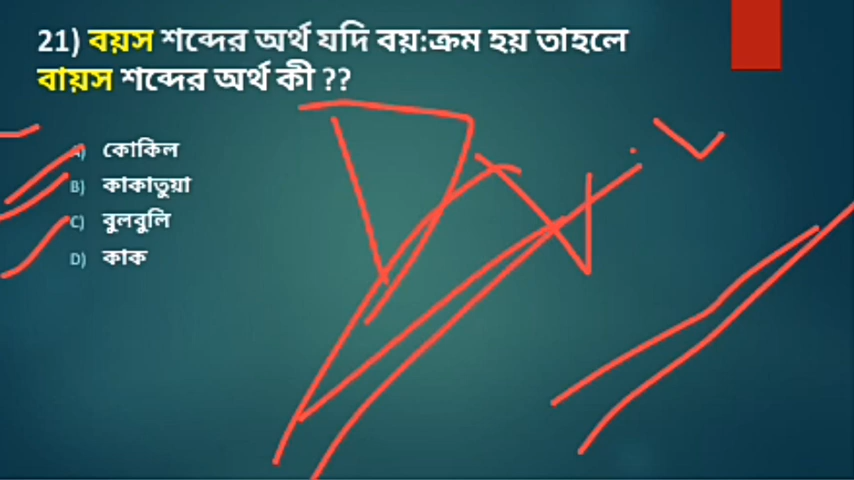 21) বয়স শব্দের অর্থ যদি বয়:ক্রম হয় তাহলে
বায়স শব্দের অর্থ কী ??
A) কোকিল
B) কাকাতুয়া
C) বুলবুলি
D) কাক